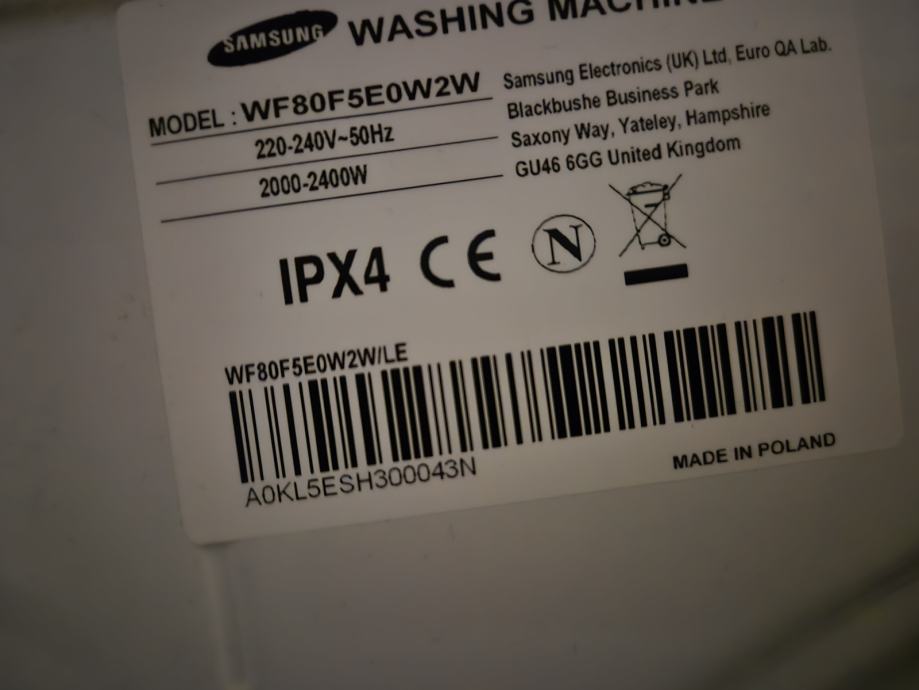 SAMSUNG WASHING MACHINE
MODEL : WF80F5E0W2W
220-240V~50Hz
2000-2400W
Samsung Electronics (UK) Ltd, Euro QA Lab.
Blackbushe Business Park
Saxony Way, Yateley, Hampshire
GU46 6GG United Kingdom
IPX4 CE N
WF80F5E0W2W/LE
A0KL5ESH300043N
MADE IN POLAND